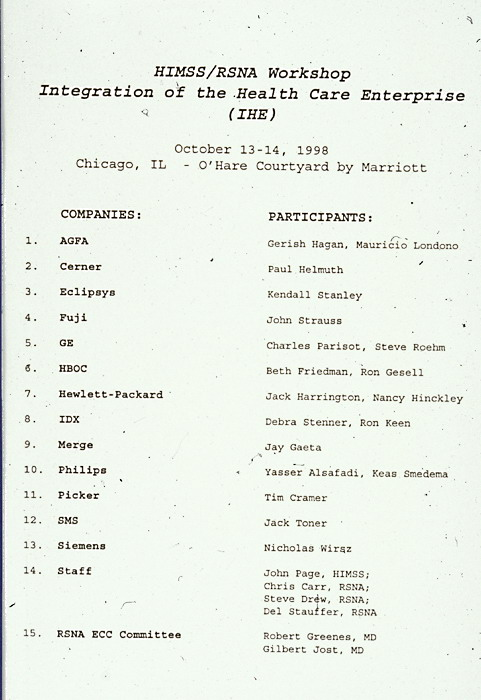 HIMSS/RSNA Workshop
Integration of the Health Care Enterprise
(IHE)
October 13-14, 1998
Chicago, IL - O'Hare Courtyard by Marriott
COMPANIES: PARTICIPANTS:
1. AGFA Gerish Hagan, Mauricio Londono
2. Cerner Paul Helmuth
3. Eclipsys Kendall Stanley
4. Fuji John Strauss
5. GE Charles Parisot, Steve Roehm
6. HBOC Beth Friedman, Ron Gesell
7. Hewlett-Packard Jack Harrington, Nancy Hinckley
8. IDX Debra Stenner, Ron Keen
9. Merge Jay Gaeta
10. Philips Yasser Alsafadi, Keas Smedema
11. Picker Tim Cramer
12. SMS Jack Toner
13. Siemens Nicholas Wirsz
14. Staff John Page, HIMSS;
Chris Carr, RSNA;
Steve Drew, RSNA;
Del Stauffer, RSNA
15. RSNA ECC Committee Robert Greenes, MD
Gilbert Jost, MD